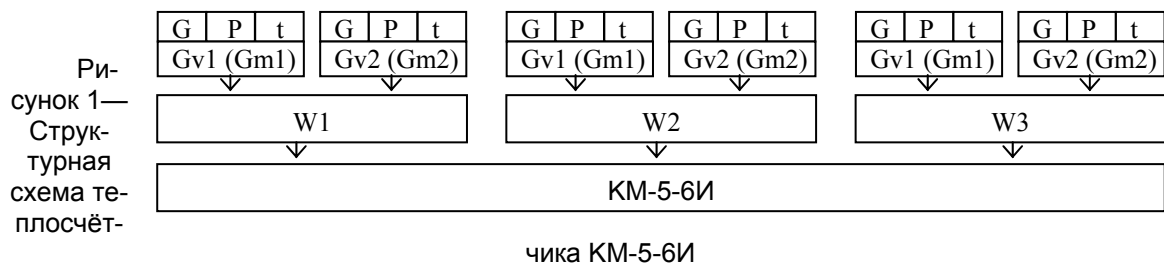 G P t G P t G P t G P t G P t G P t
Gv1 (Gm1) Gv2 (Gm2) Gv1 (Gm1) Gv2 (Gm2) Gv1 (Gm1) Gv2 (Gm2)
W1 W2 W3
КМ-5-6И
Ри-
сунок 1—
Струк-
турная
схема те-
плосчёт-
чика КМ-5-6И